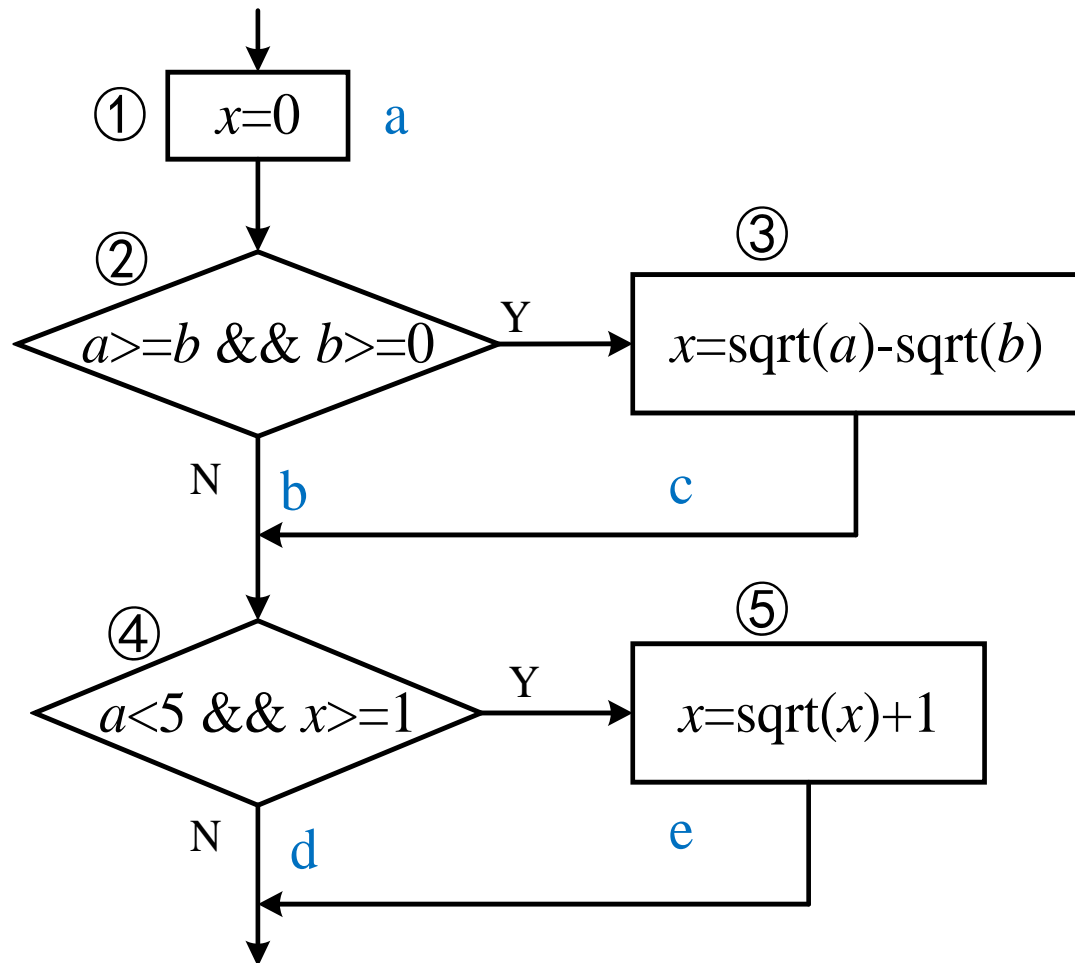 ① x=0 a
② ③
a>=b && b>=0 Y x=sqrt(a)-sqrt(b)
N b c
④ ⑤
a<5 && x>=1 Y x=sqrt(x)+1
N d e